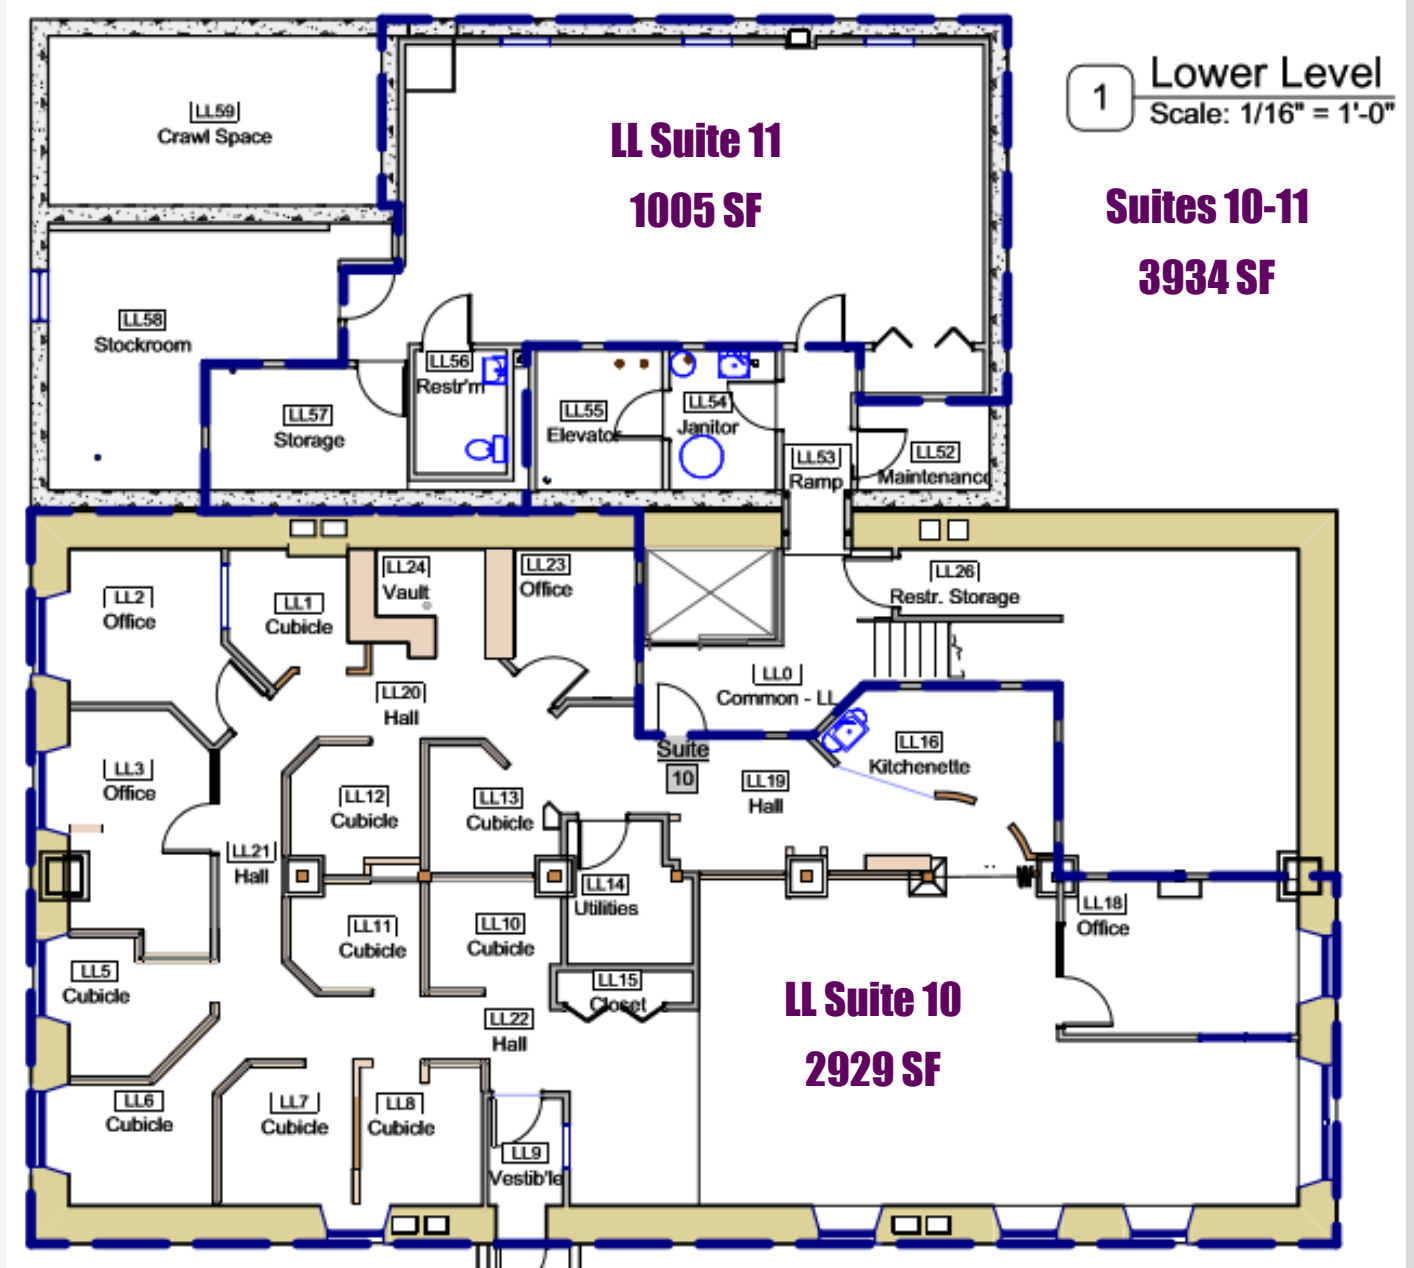 1
Lower Level
Scale: 1/16" = 1'-0"
Suites 10-11
3934 SF
LL Suite 11
1005 SF
LL59
Crawl Space
LL58
Stockroom
LL57
Storage
LL56
Restr'm
LL55
Elevator
LL54
Janitor
LL53
Ramp
LL52
Maintenance
LL2
Office
LL1
Cubicle
LL24
Vault
LL23
Office
LL26
Restr. Storage
LL20
Hall
LL0
Common - LL
Suite
10
LL16
Kitchenette
LL3
Office
LL12
Cubicle
LL13
Cubicle
LL19
Hall
LL21
Hall
LL14
Utilities
LL11
Cubicle
LL10
Cubicle
LL18
Office
LL5
Cubicle
LL15
Closet
LL22
Hall
LL Suite 10
2929 SF
LL6
Cubicle
LL7
Cubicle
LL8
Cubicle
LL9
Vestib'le